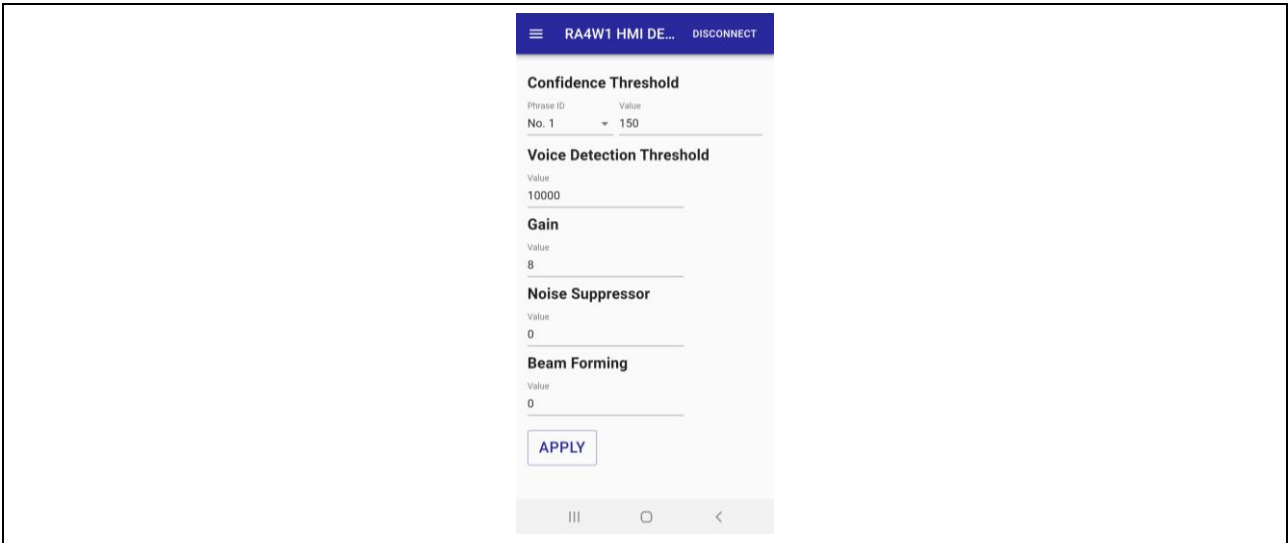 RA4W1 HMI DE... DISCONNECT
Confidence Threshold
Phrase ID Value
No. 1 150
Voice Detection Threshold
Value
10000
Gain
Value
8
Noise Suppressor
Value
0
Beam Forming
Value
0
APPLY